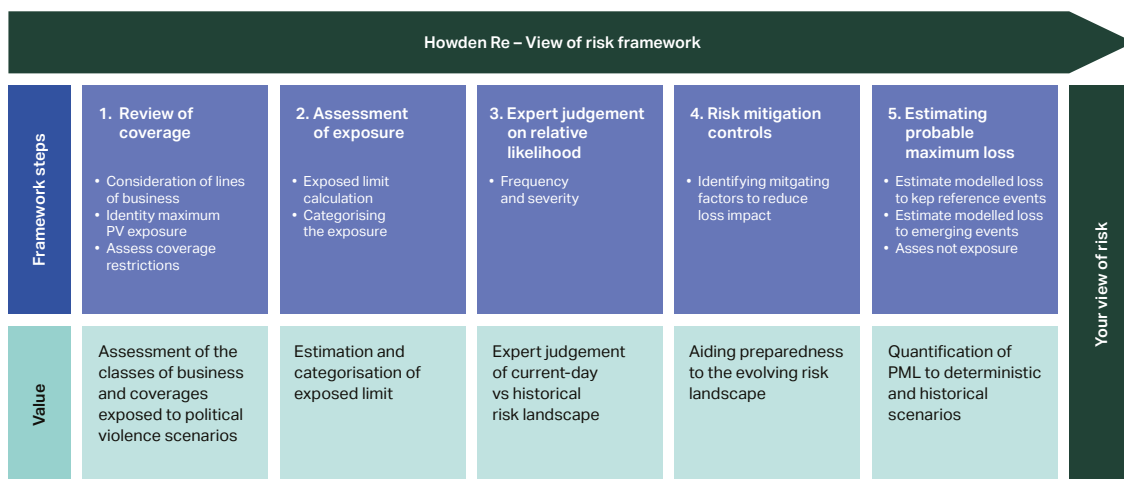 Howden Re – View of risk framework
Framework steps
1. Review of
coverage
• Consideration of lines
of business
• Identity maximum
PV exposure
• Assess coverage
restrictions
2. Assessment
of exposure
• Exposed limit
calculation
• Categorising
the exposure
3. Expert judgement
on relative
likelihood
• Frequency
and severity
4. Risk mitigation
controls
• Identifying mitgating
factors to reduce
loss impact
5. Estimating
probable
maximum loss
• Estimate modelled loss
to kep reference events
• Estimate modelled loss
to emerging events
• Asses not exposure
Value
Assessment of the
classes of business
and coverages
exposed to political
violence scenarios
Estimation and
categorisation of
exposed limit
Expert judgement
of current-day
vs historical
risk landscape
Aiding preparedness
to the evolving risk
landscape
Quantification of
PML to deterministic
and historical
scenarios
Your view of risk